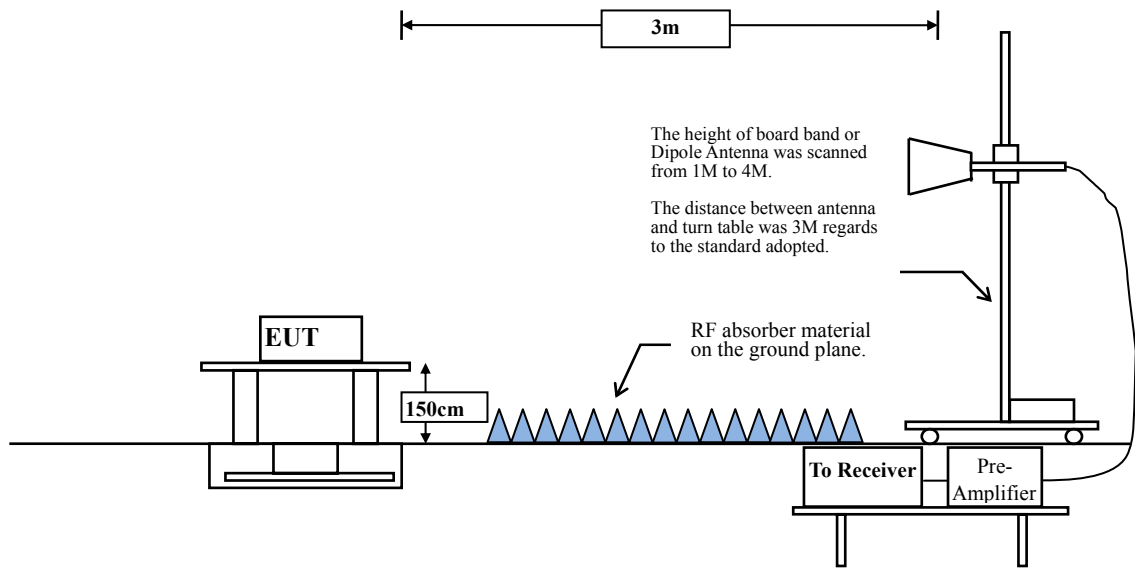 3m
The height of board band or
Dipole Antenna was scanned
from 1M to 4M.
The distance between antenna
and turn table was 3M regards
to the standard adopted.
EUT
RF absorber material
on the ground plane.
150cm
To Receiver
Pre-
Amplifier